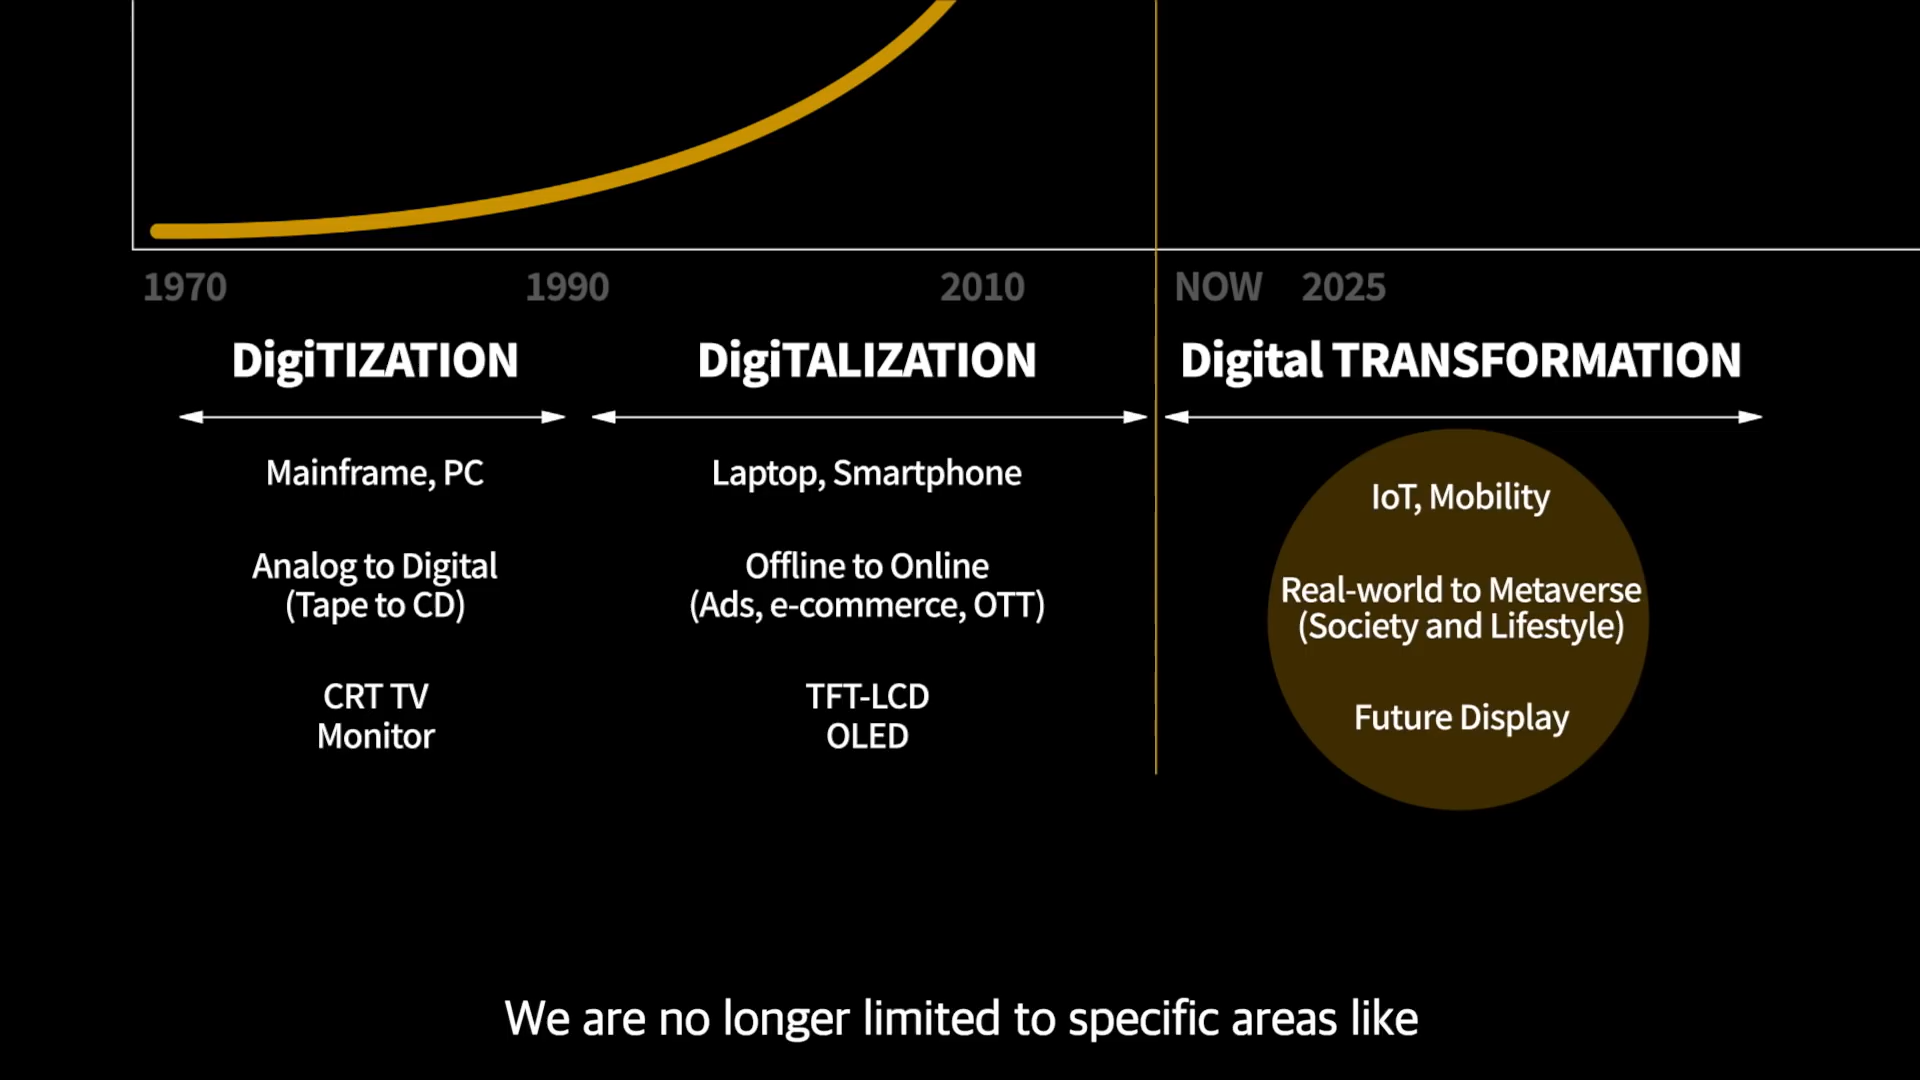 1970 1990 2010 NOW 2025
DigiTIZATION
Mainframe, PC
Analog to Digital
(Tape to CD)
CRT TV
Monitor
DigiTALIZATION
Laptop, Smartphone
Offline to Online
(Ads, e-commerce, OTT)
TFT-LCD
OLED
Digital TRANSFORMATION
IoT, Mobility
Real-world to Metaverse
(Society and Lifestyle)
Future Display
We are no longer limited to specific areas like